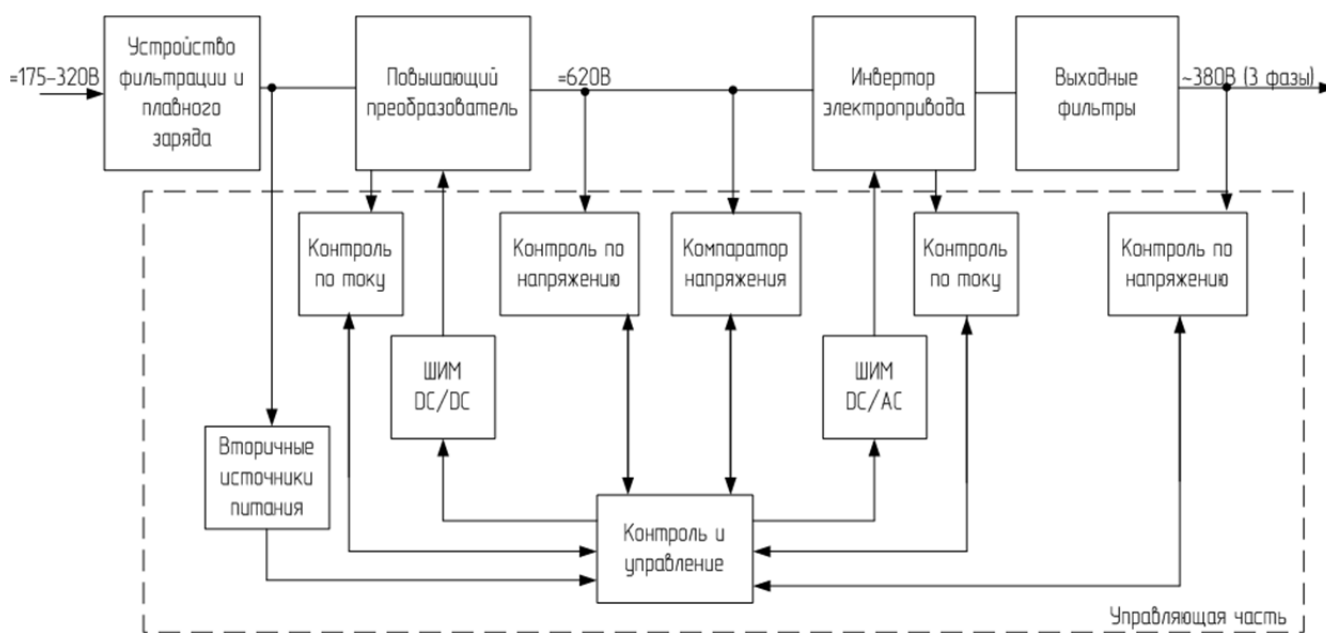 =175-320В
Устройство
фильтрации и
плавного
заряда
Повышающий
преобразователь
=620В
Инвертор
электропривода
Выходные
фильтры
~380В (3 фазы)
Контроль
по току
Контроль по
напряжению
Компаратор
напряжения
Контроль
по току
Контроль по
напряжению
ШИМ
DC/DC
ШИМ
DC/AC
Вторичные
источники
питания
Контроль и
управление
Управляющая часть